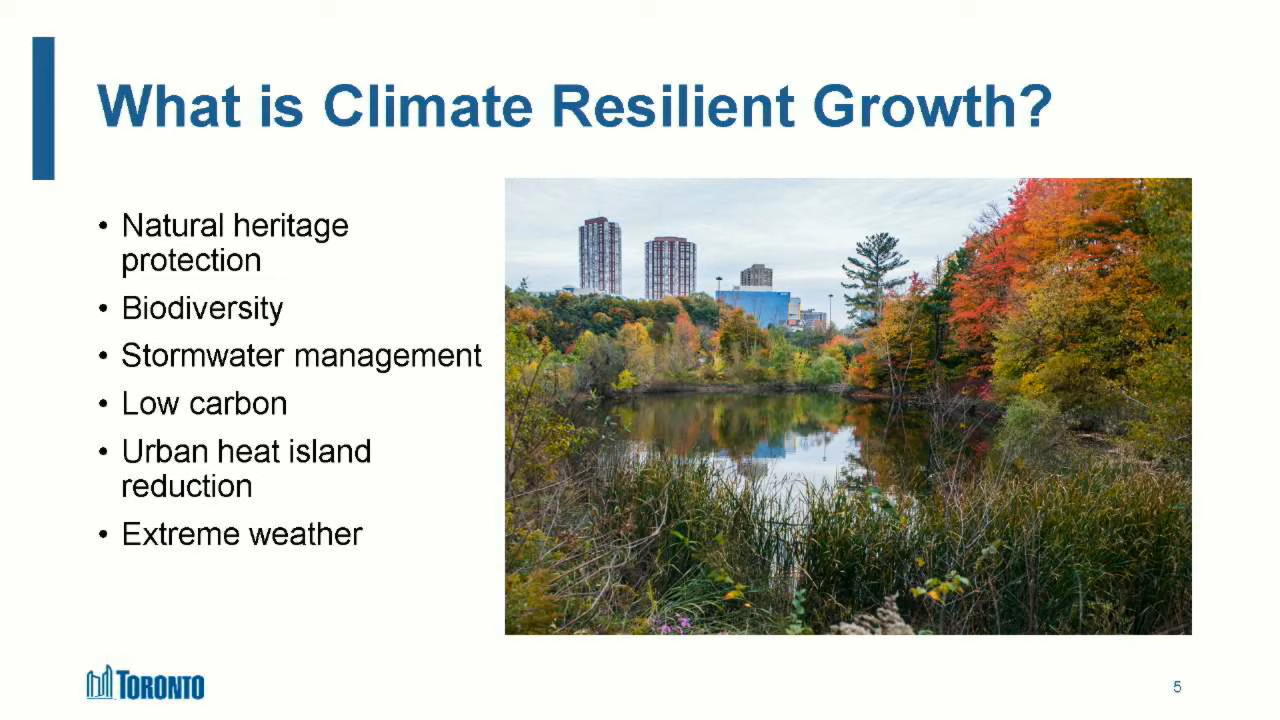 What is Climate Resilient Growth?
• Natural heritage
protection
• Biodiversity
• Stormwater management
• Low carbon
• Urban heat island
reduction
• Extreme weather
TORONTO
5